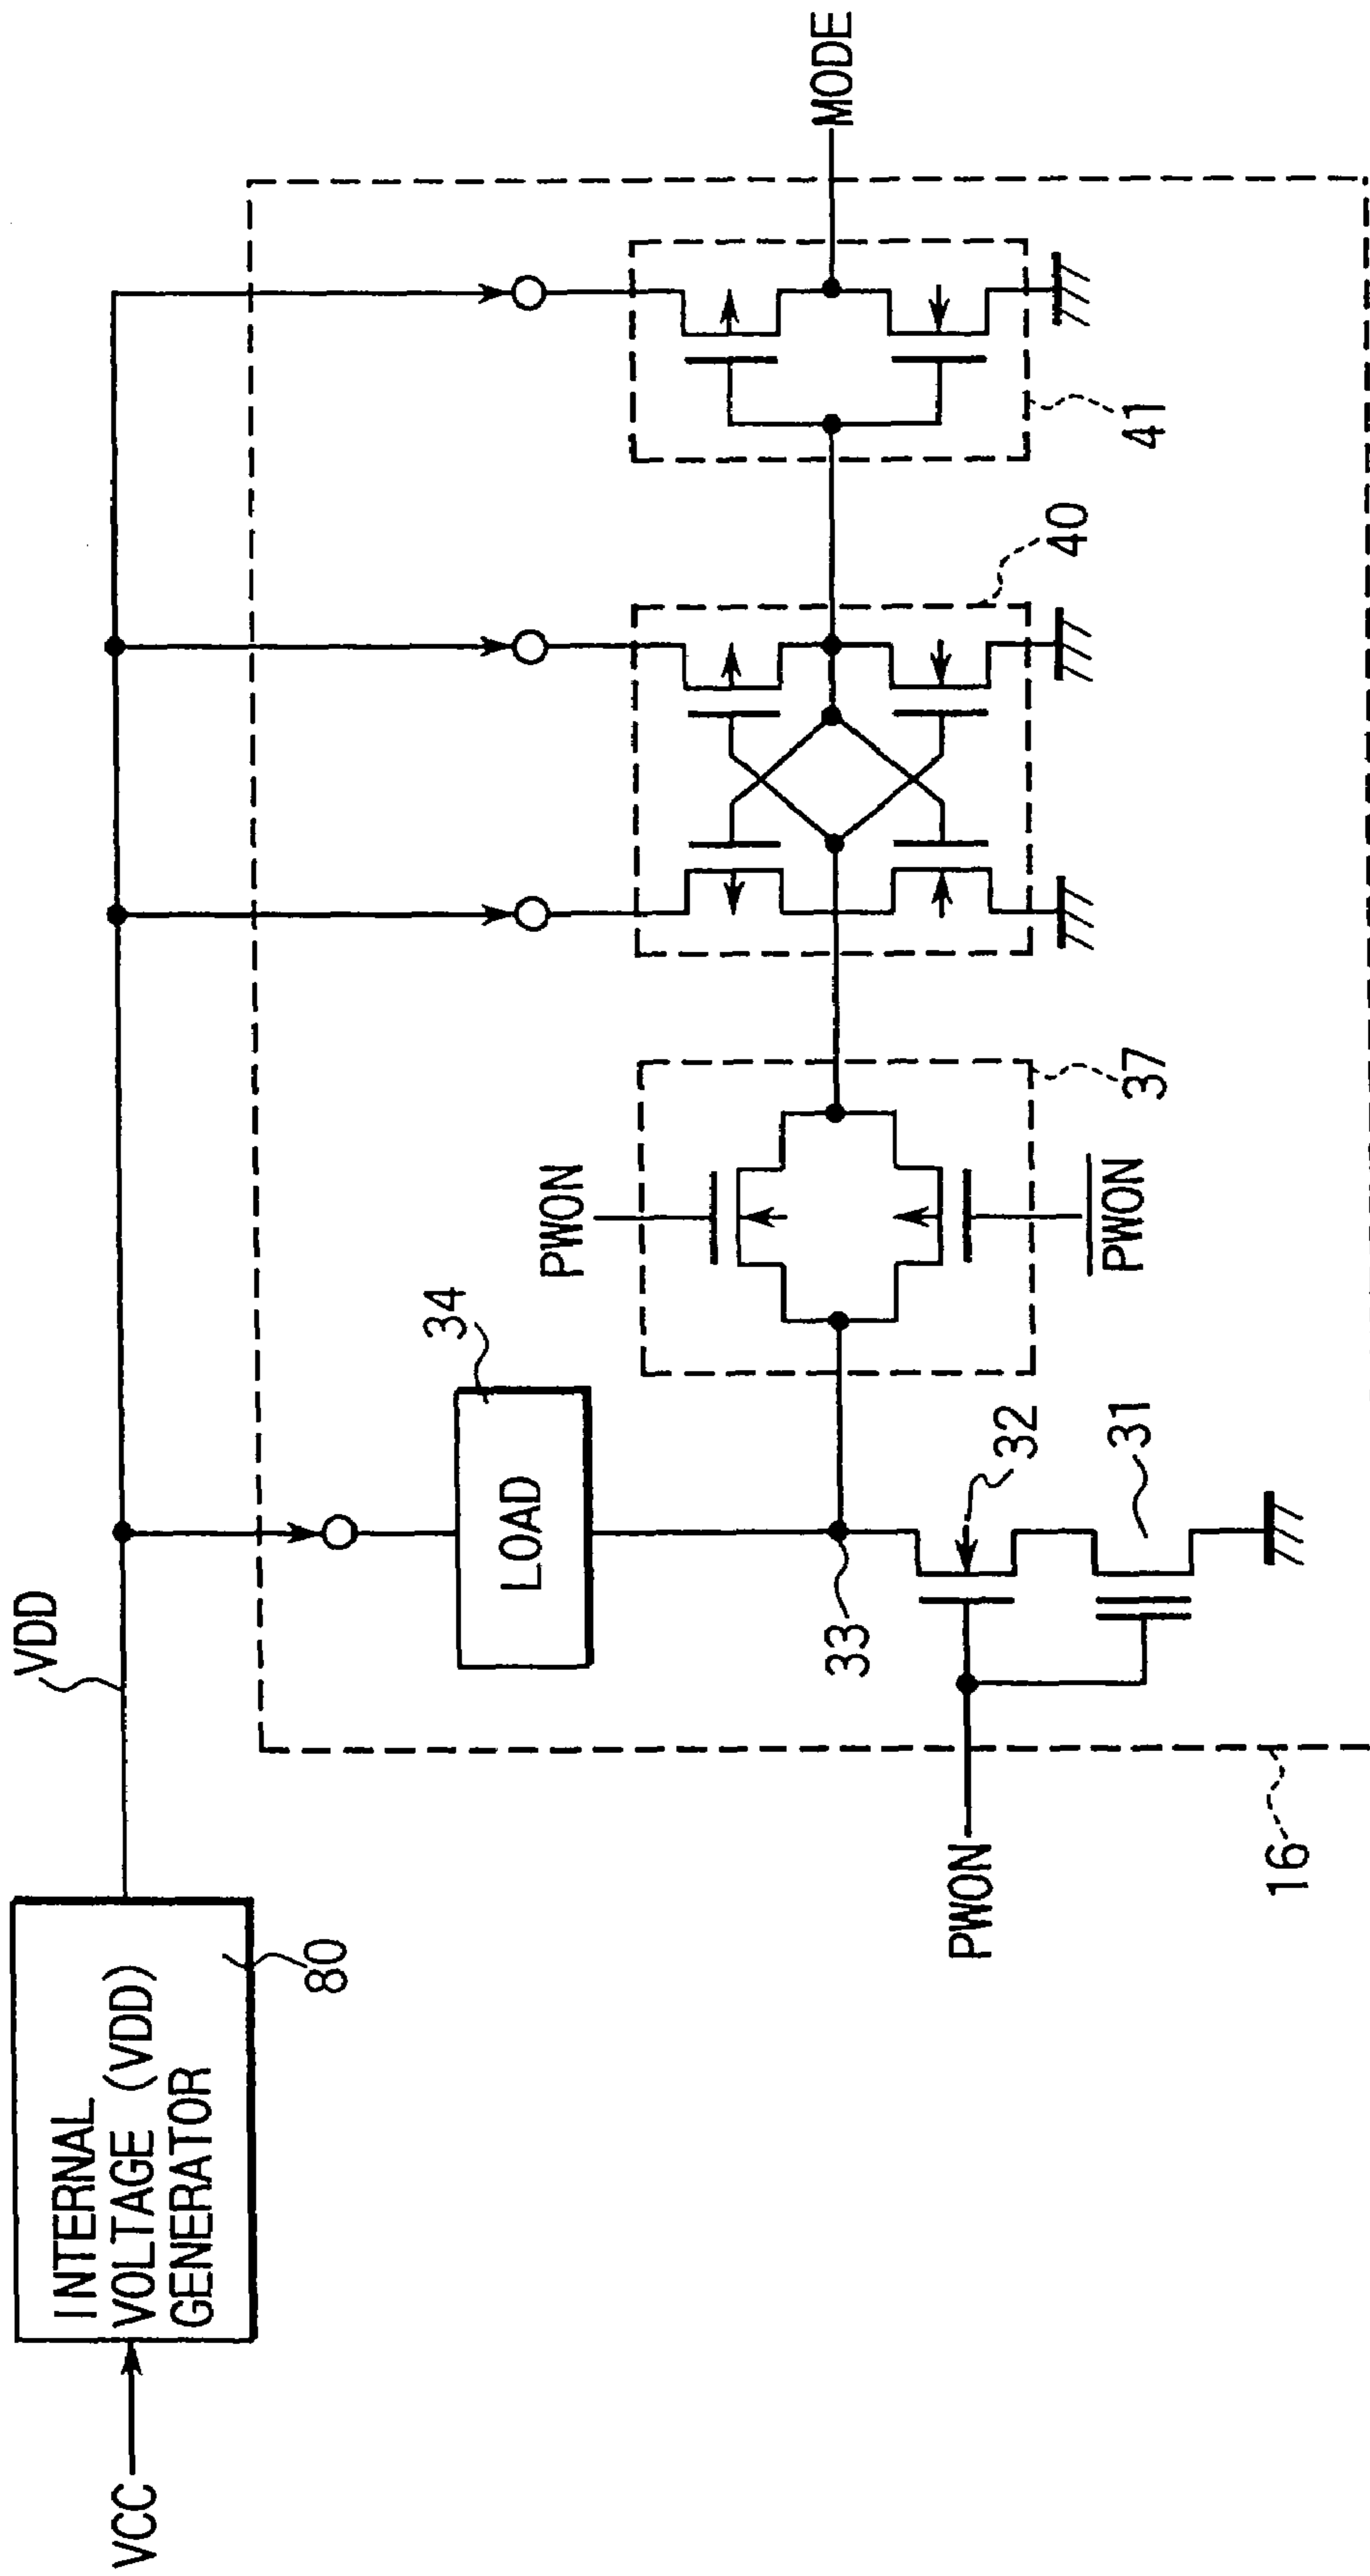 VCC
INTERNAL
VOLTAGE (VDD)
GENERATOR
80
VDD
16
PWON
LOAD
34
33
32
31
PWON
PWON
37
40
41
MODE